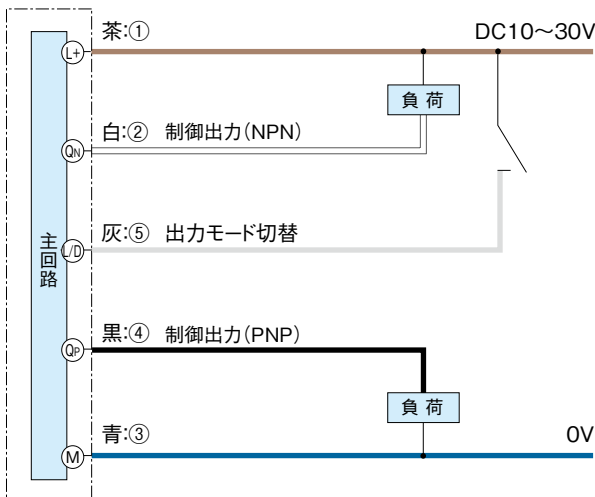 茶:① DC10〜30V
L+
負 荷
白:② 制御出力(NPN)
QN
灰:⑤ 出力モード切替
L/D
主回路
黒:④ 制御出力(PNP)
QP
負 荷
青:③ 0V
M